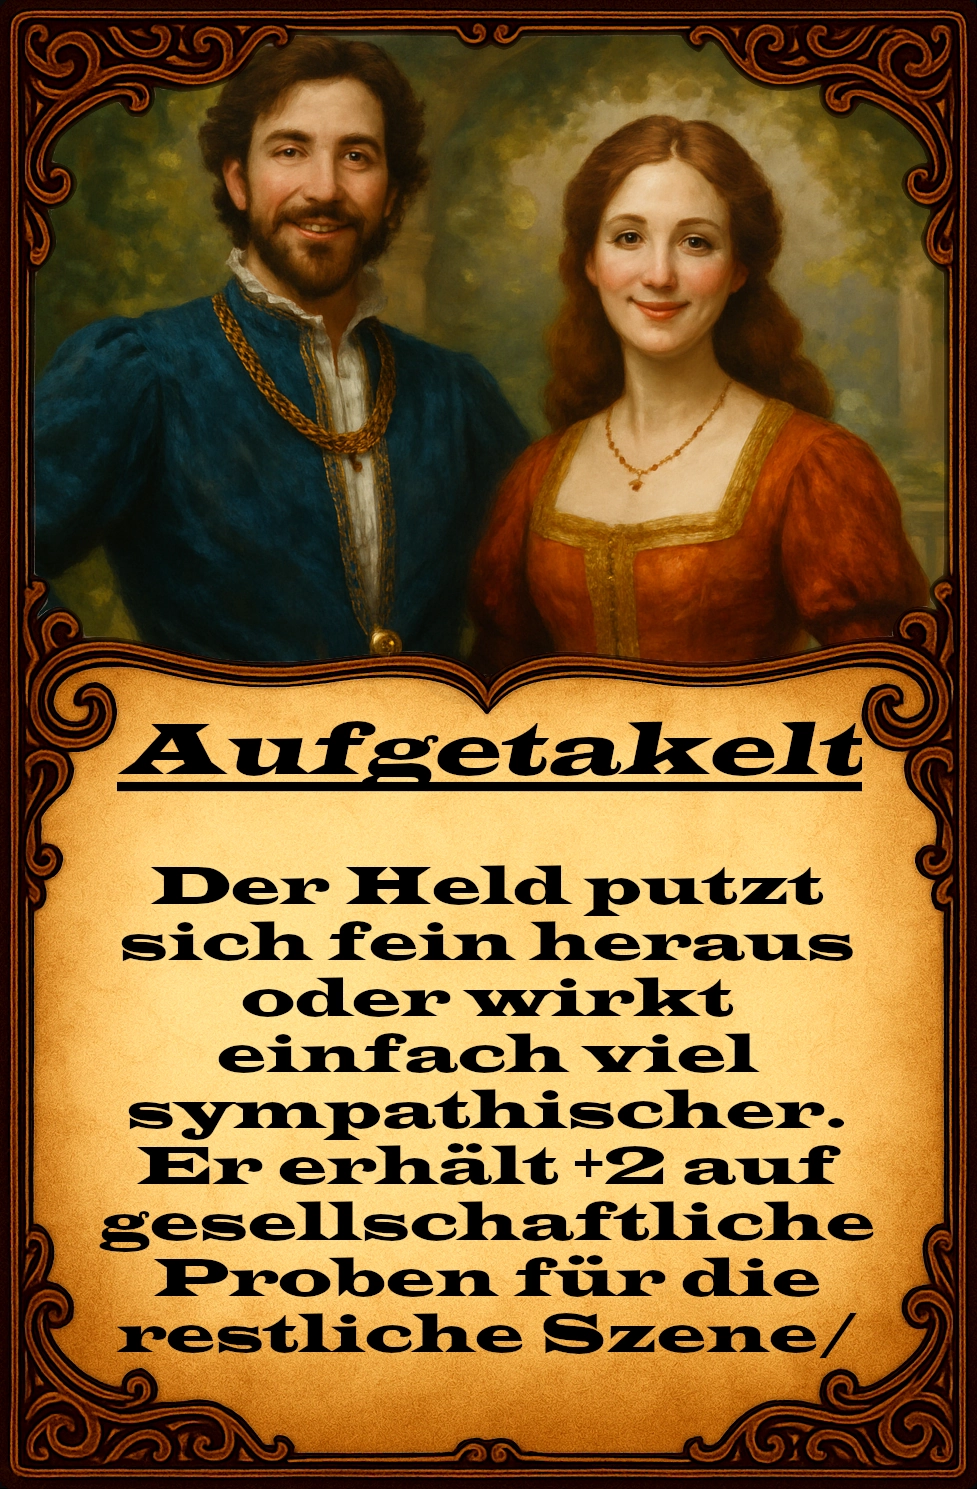 Aufgetakelt
Der Held putzt
sich fein heraus
oder wirkt
einfach viel
sympathischer.
Er erhält +2 auf
gesellschaftliche
Proben für die
restliche Szene/